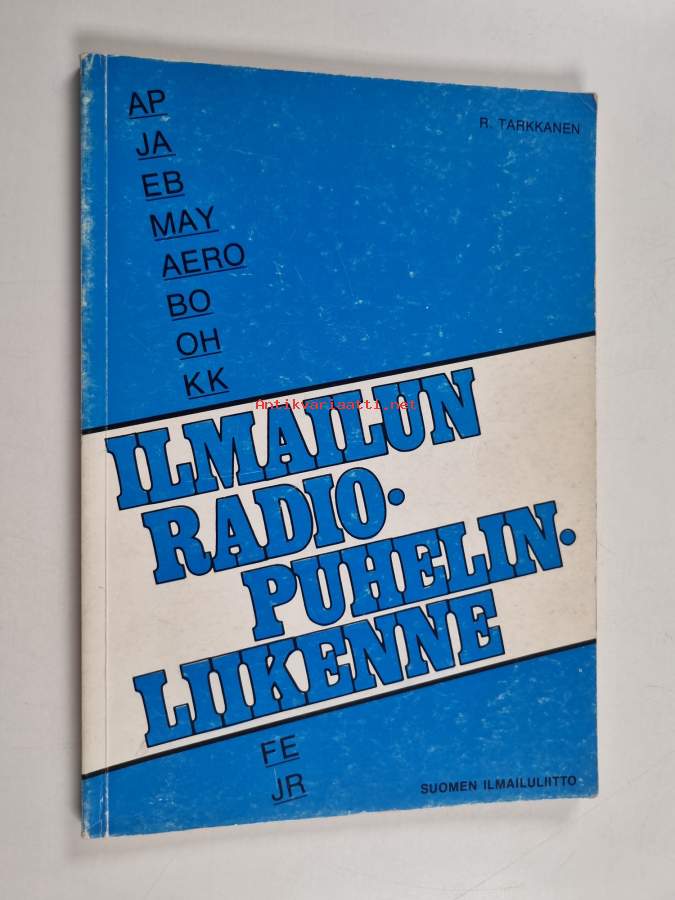 AP
R. TARKKANEN
JA
EB
MAY
AERO
BO
OH
KK
Antikvariaatti.net
ILMAILUN
RADIO-
PUHELIN-
LIIKENNE
FE
JR
SUOMEN ILMAILULIITTO